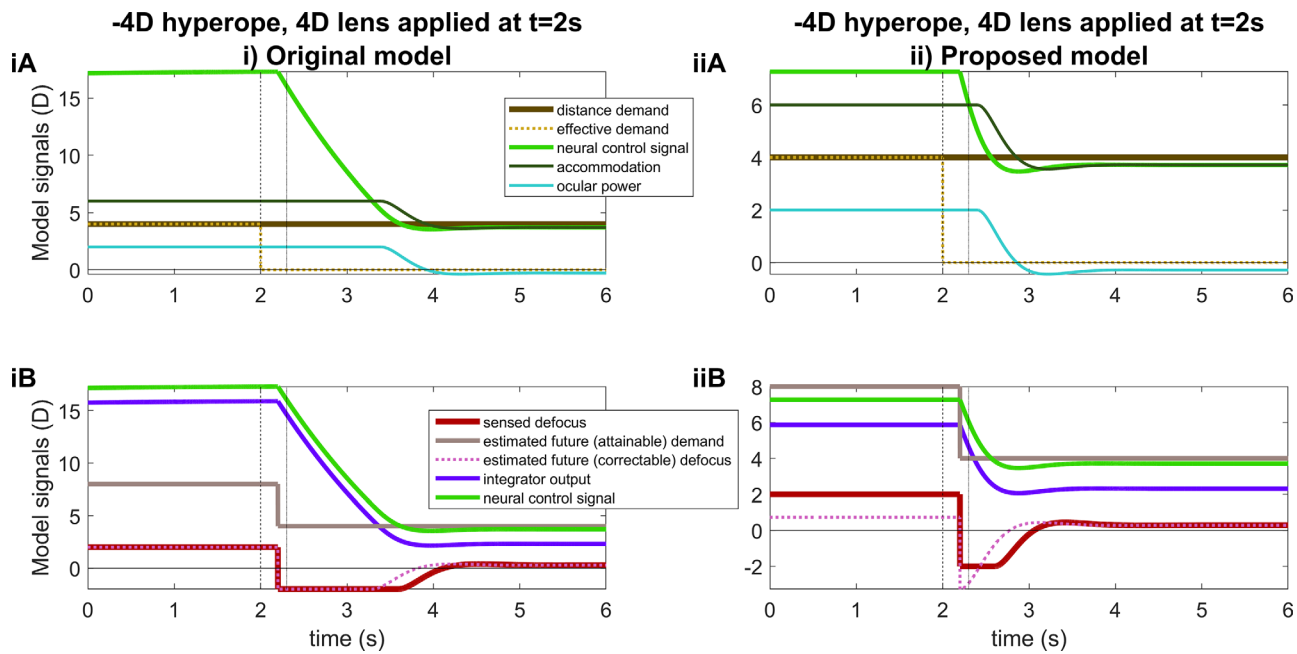 -4D hyperope, 4D lens applied at t=2s
i) Original model
iA
Model signals (D)
15
10
5
0
0 1 2 3 4 5 6
distance demand
effective demand
neural control signal
accommodation
ocular power
-4D hyperope, 4D lens applied at t=2s
ii) Proposed model
iiA
6
4
2
0
0 1 2 3 4 5 6
iB
Model signals (D)
15
10
5
0
0 1 2 3 4 5 6
time (s)
sensed defocus
estimated future (attainable) demand
estimated future (correctable) defocus
integrator output
neural control signal
iiB
8
6
4
2
0
-2
0 1 2 3 4 5 6
time (s)